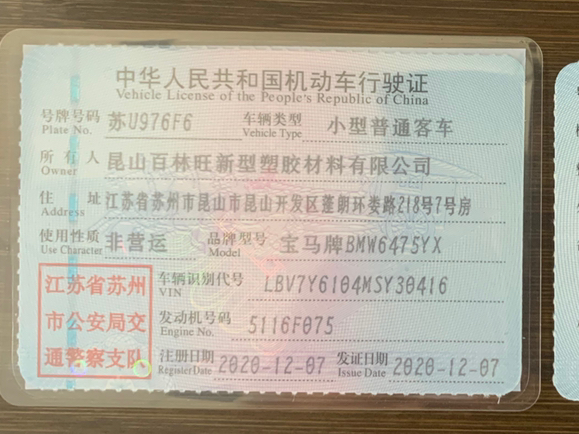 中华人民共和国机动车行驶证
Vehicle License of the People's Republic of China
号牌号码 苏U976F6 车辆类型 小型普通客车
Plate No. Vehicle Type
所有人 昆山百林旺新型塑胶材料有限公司
Owner
住址 江苏省苏州市昆山市昆山开发区蓬朗环娄路218号7号房
Address
使用性质 非营运 品牌型号 宝马牌BMW6475YX
Use Character Model
江苏省苏州
市公安局交
通警察支队
车辆识别代号 LBV7Y6104MSY30416
VIN
发动机号码 5116F075
Engine No.
注册日期 2020-12-07 发证日期 2020-12-07
Register Date Issue Date